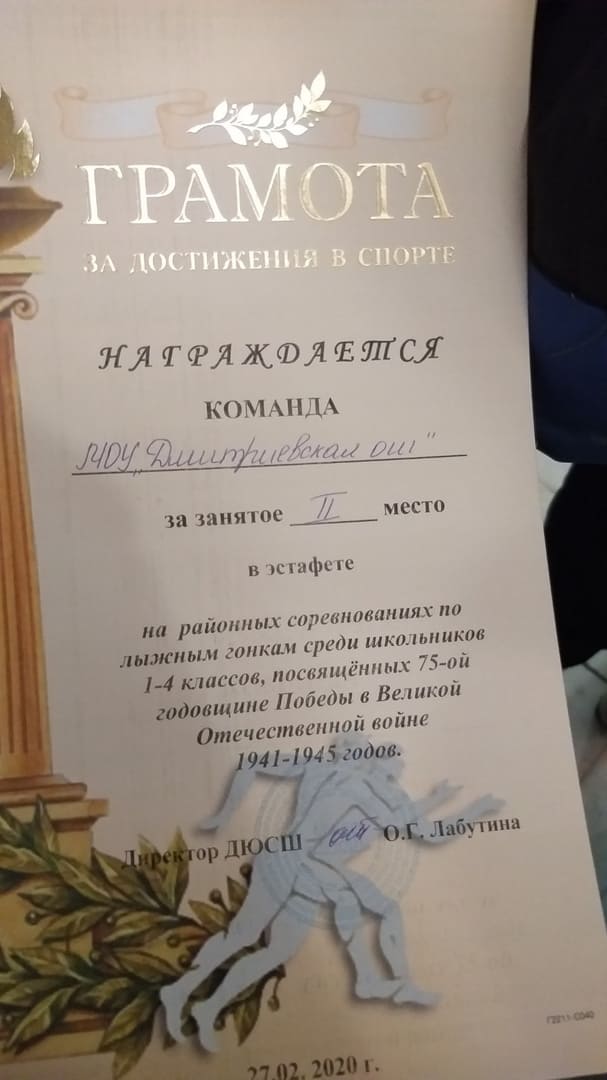 ГРАМОТА
ЗА ДОСТИЖЕНИЯ В СПОРТЕ
НАГРАЖДАЕТСЯ
КОМАНДА
МОУ „Дмитриевская ош"
за занятое II место
в эстафете
на районных соревнованиях по
лыжным гонкам среди школьников
1-4 классов, посвящённых 75-ой
годовщине Победы в Великой
Отечественной войне
1941-1945 годов.
Директор ДЮСШ О.Г. Лабутина
Г2011-С040
27.02. 2020 г.